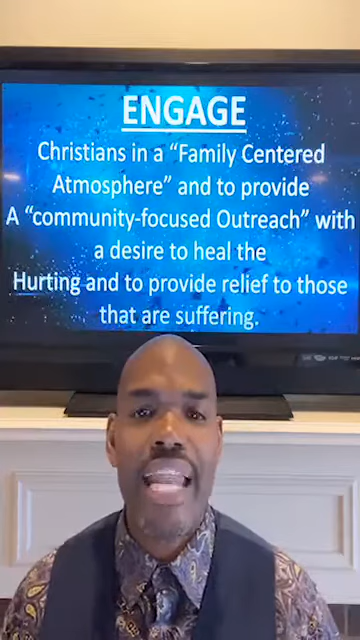 ENGAGE
Christians in a “Family Centered
Atmosphere” and to provide
A “community-focused Outreach” with
a desire to heal the
Hurting and to provide relief to those
that are suffering.